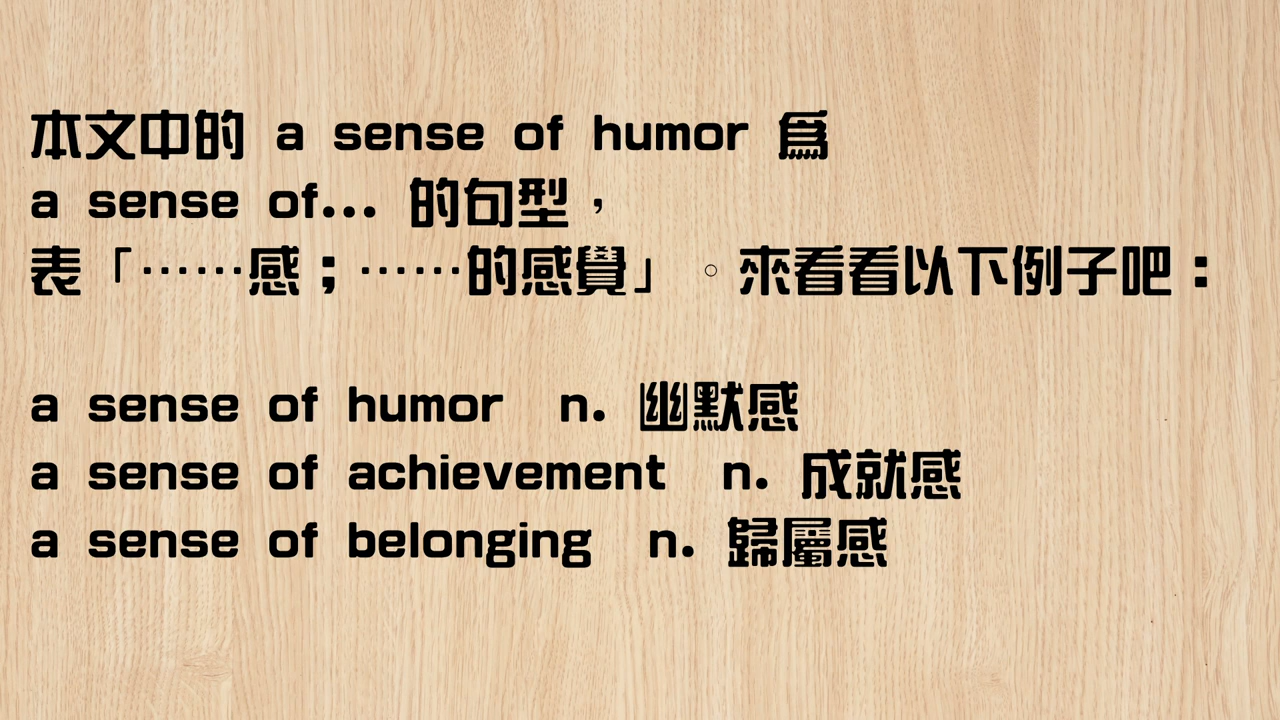 本文中的 a sense of humor 為
a sense of... 的句型，
表「……感；……的感覺」。來看看以下例子吧：
a sense of humor n. 幽默感
a sense of achievement n. 成就感
a sense of belonging n. 歸屬感